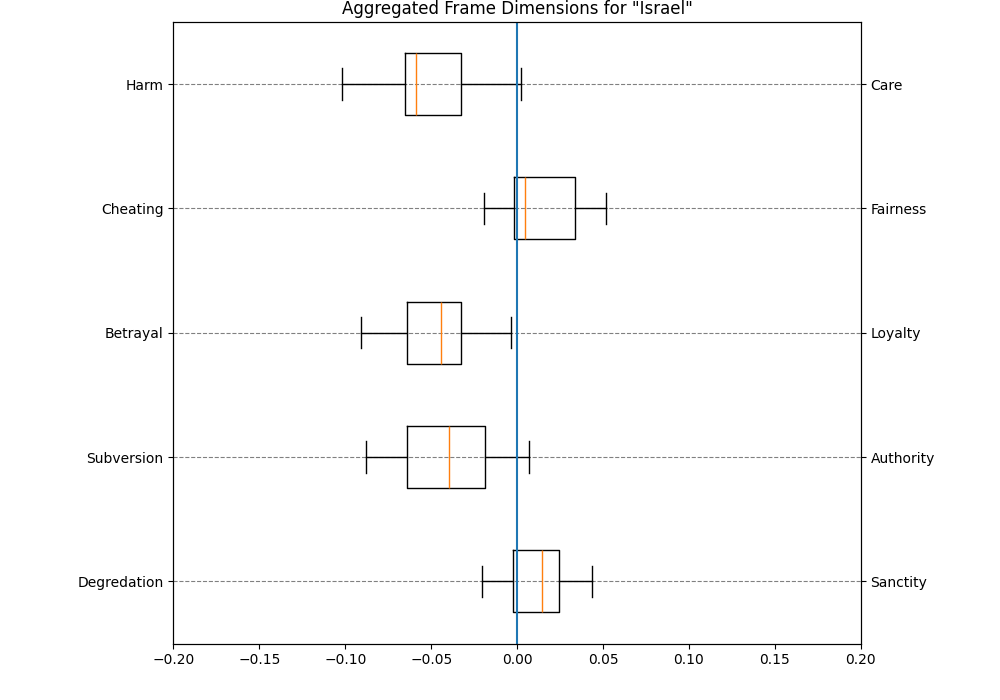 Aggregated Frame Dimensions for "Israel"
Harm Care
Cheating Fairness
Betrayal Loyalty
Subversion Authority
Degredation Sanctity
−0.20 −0.15 −0.10 −0.05 0.00 0.05 0.10 0.15 0.20